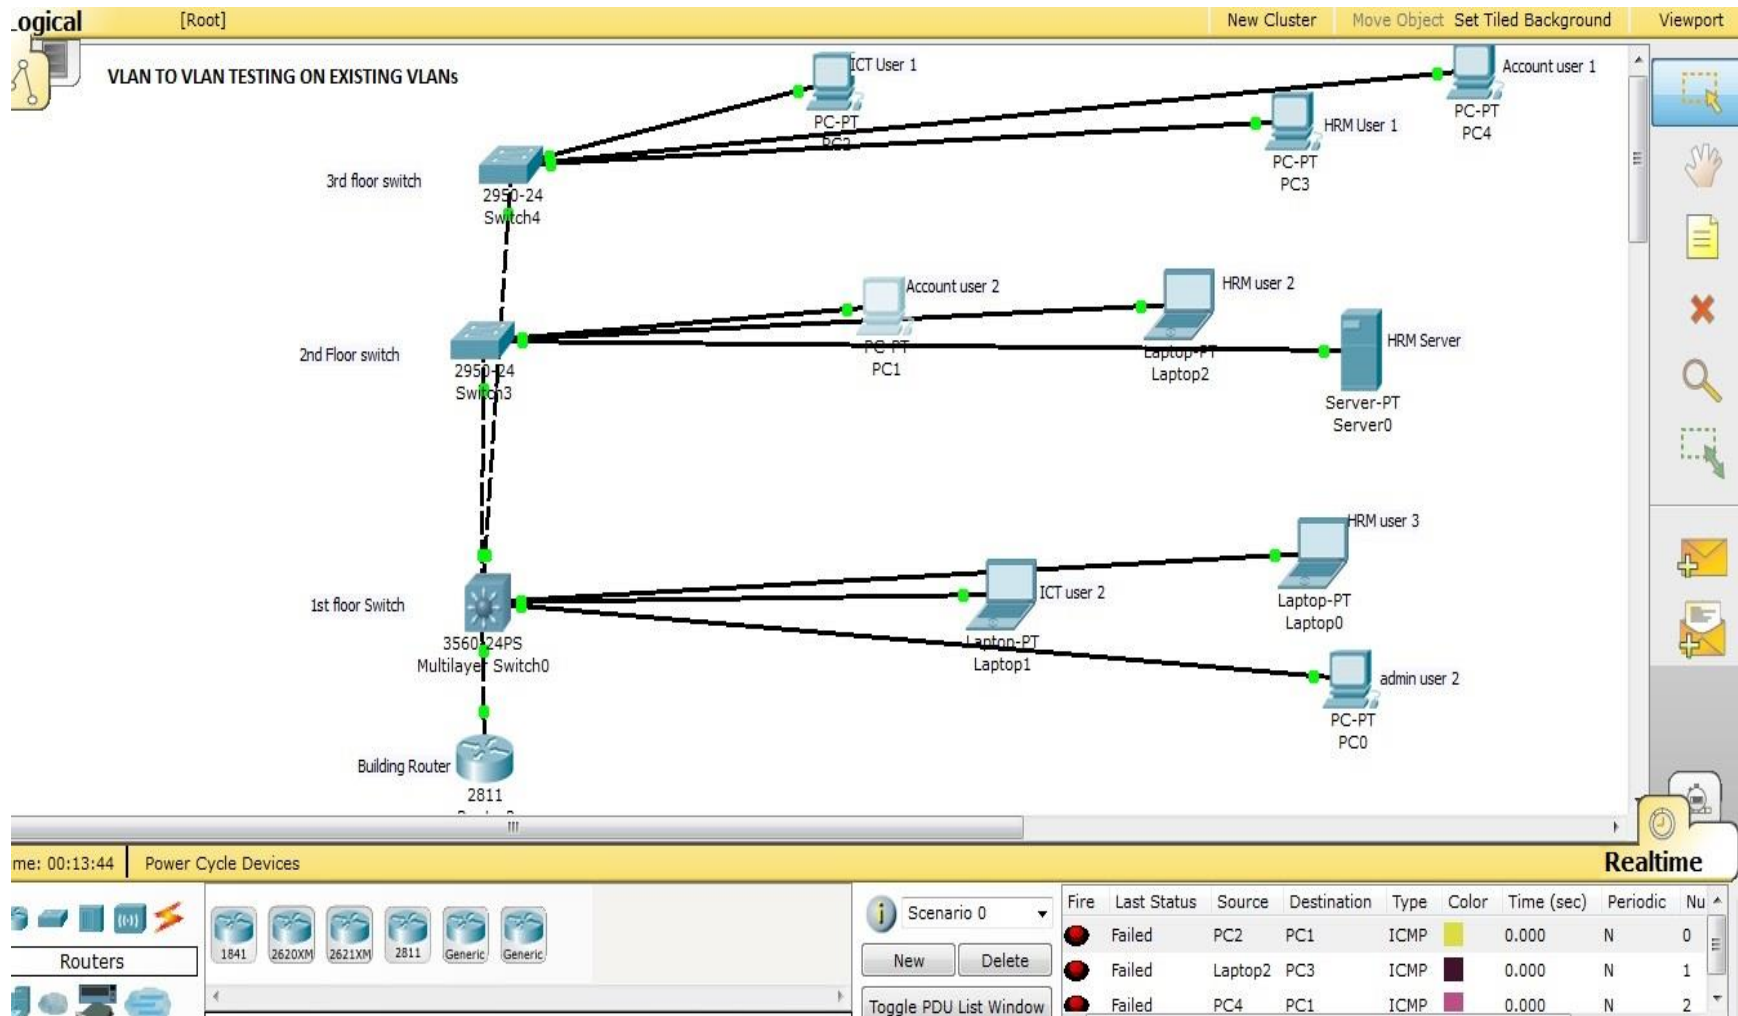 Logical [Root] New Cluster Move Object Set Tiled Background Viewport
VLAN TO VLAN TESTING ON EXISTING VLANs
ICT User 1
PC-PT
PC2
Account user 1
PC-PT
PC4
HRM User 1
PC-PT
PC3
3rd floor switch
2950-24
Switch4
Account user 2
PC-PT
PC1
HRM user 2
Laptop-PT
Laptop2
HRM Server
Server-PT
Server0
2nd Floor switch
2950-24
Switch3
HRM user 3
Laptop-PT
Laptop0
ICT user 2
Laptop-PT
Laptop1
1st floor Switch
3560-24PS
Multilayer Switch0
admin user 2
PC-PT
PC0
Building Router
2811
me: 00:13:44 Power Cycle Devices Realtime
Routers
1841 2620XM 2621XM 2811 Generic Generic
Scenario 0
New Delete
Toggle PDU List Window
Fire Last Status Source Destination Type Color Time (sec) Periodic Nu
Failed PC2 PC1 ICMP 0.000 N 0
Failed Laptop2 PC3 ICMP 0.000 N 1
Failed PC4 PC1 ICMP 0.000 N 2